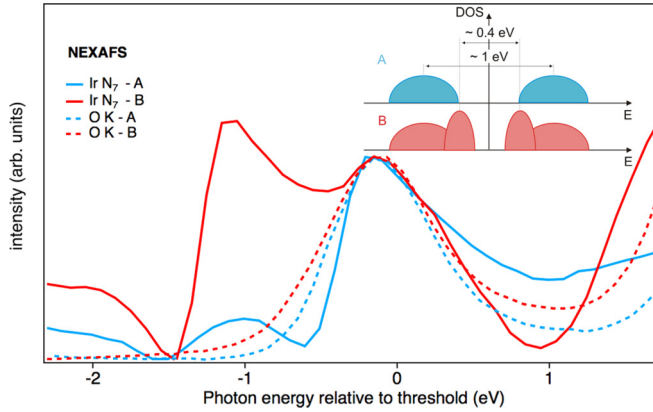 DOS
~ 0.4 eV
~ 1 eV
A
E
B
E
NEXAFS
Ir N₇ - A
Ir N₇ - B
O K - A
O K - B
intensity (arb. units)
-2
-1
0
1
Photon energy relative to threshold (eV)